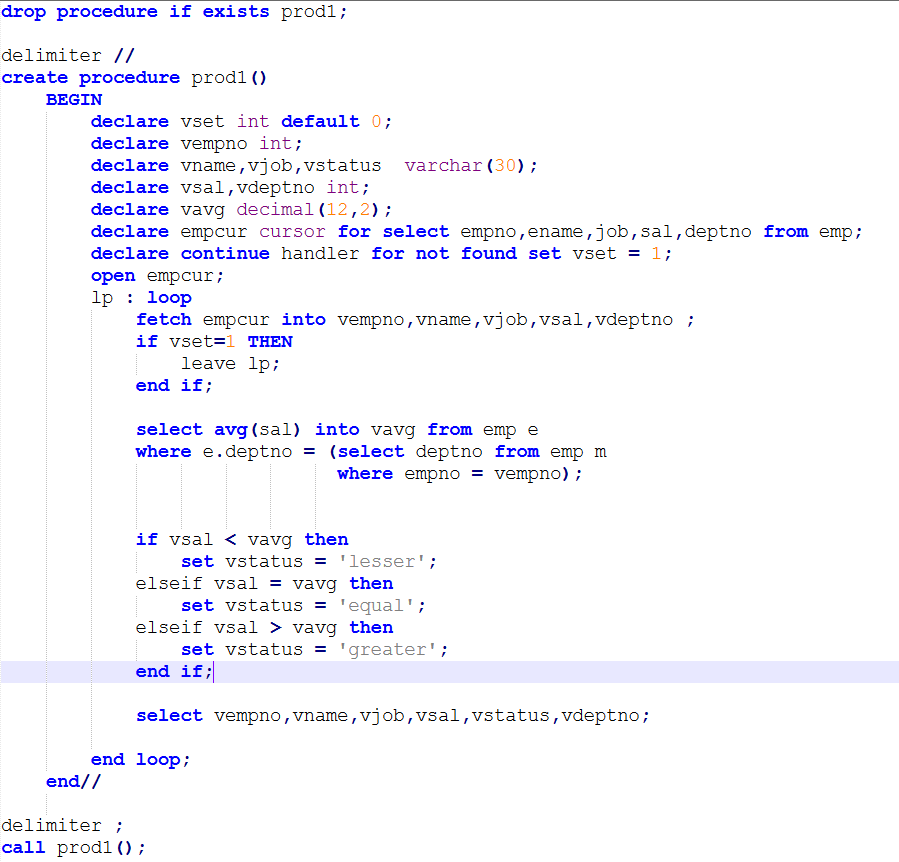 drop procedure if exists prod1;
delimiter //
create procedure prod1()
BEGIN
declare vset int default 0;
declare vempno int;
declare vname,vjob,vstatus  varchar(30);
declare vsal,vdeptno int;
declare vavg decimal(12,2);
declare empcur cursor for select empno,ename,job,sal,deptno from emp;
declare continue handler for not found set vset = 1;
open empcur;
lp : loop
fetch empcur into vempno,vname,vjob,vsal,vdeptno ;
if vset=1 THEN
leave lp;
end if;
select avg(sal) into vavg from emp e
where e.deptno = (select deptno from emp m
where empno = vempno);
if vsal < vavg then
set vstatus = 'lesser';
elseif vsal = vavg then
set vstatus = 'equal';
elseif vsal > vavg then
set vstatus = 'greater';
end if;
select vempno,vname,vjob,vsal,vstatus,vdeptno;
end loop;
end//
delimiter ;
call prod1();